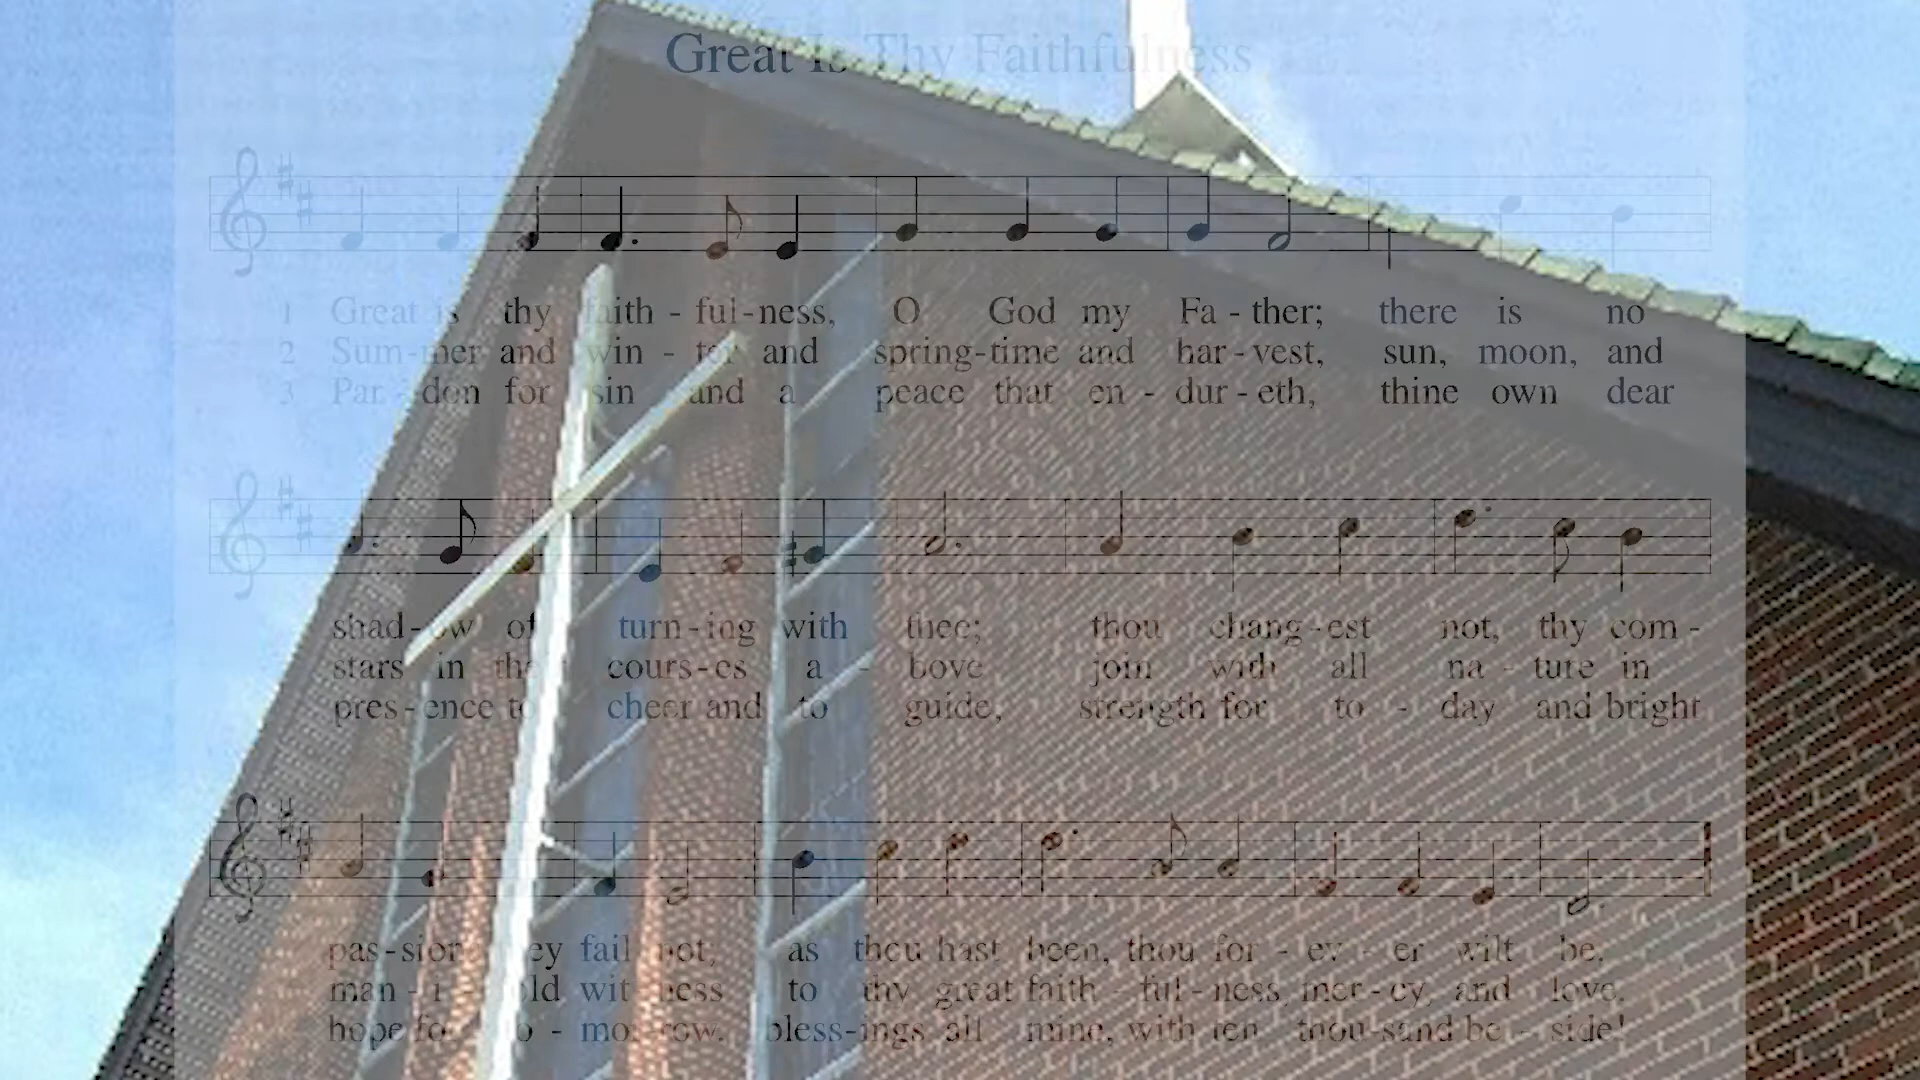 Great Is Thy Faithfulness
1 Great is thy faith - ful - ness, O God my Fa - ther; there is no
2 Sum - mer and win - ter and spring - time and har - vest, sun, moon, and
3 Par - don for sin and a peace that en - dur - eth, thine own dear
shad - ow of turn - ing with thee; thou chang - est not, thy com -
stars in the cours - es a - bove join with all na - ture in
pres - ence to cheer and to guide, strength for to - day and bright
pas - sion ey fail not, as thou hast been, thou for - ev - er wilt be.
man - i - old wit ness to thy great faith - ful - ness mer - cy, and love.
hope fo o - mor - row. bless - ings all mine, with ten thou - sand be - side!